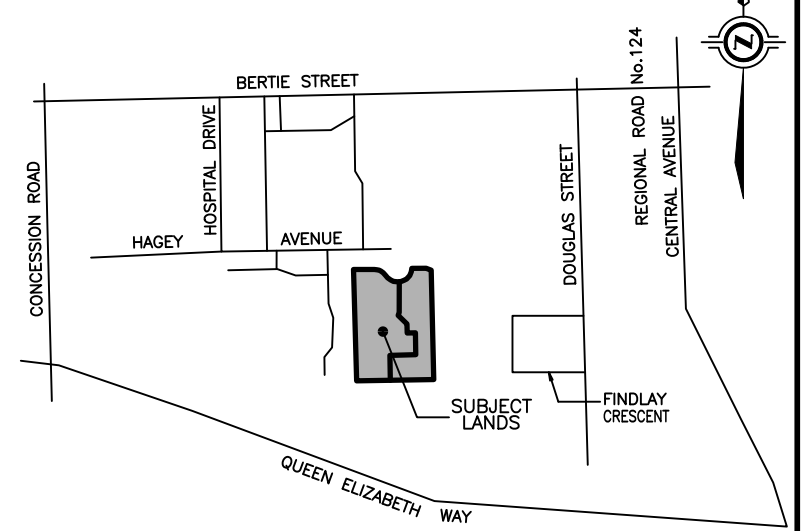 BERTIE STREET
CONCESSION ROAD
HOSPITAL DRIVE
HAGEY AVENUE
DOUGLAS STREET
REGIONAL ROAD No.124
CENTRAL AVENUE
N
SUBJECT
LANDS
FINDLAY
CRESCENT
QUEEN ELIZABETH WAY